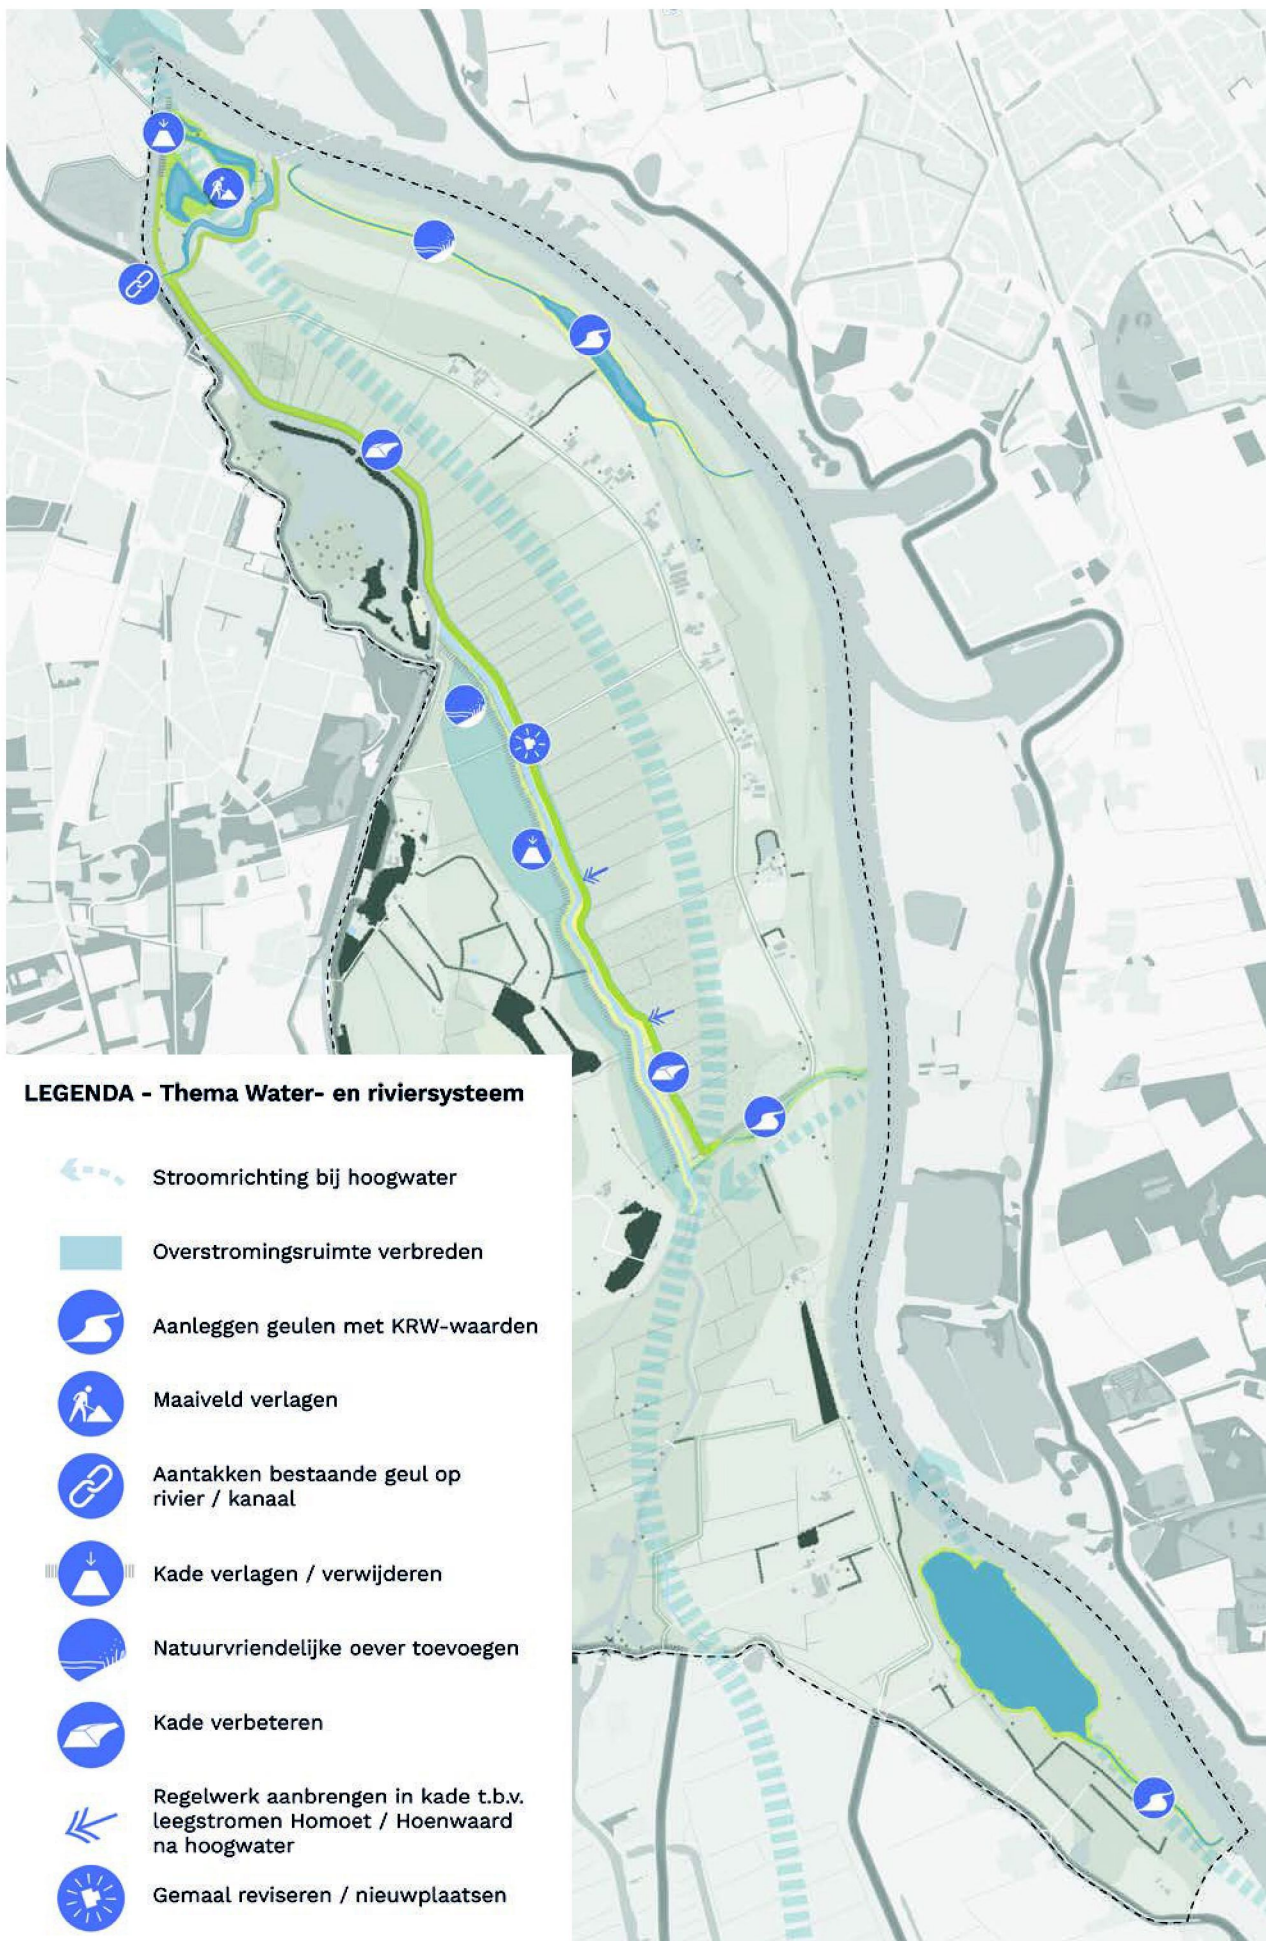 LEGENDA - Thema Water- en riviersysteem
Stroomrichting bij hoogwater
Overstromingsruimte verbreden
Aanleggen geulen met KRW-waarden
Maaiveld verlagen
Aantakken bestaande geul op
rivier / kanaal
Kade verlagen / verwijderen
Natuurvriendelijke oever toevoegen
Kade verbeteren
Regelwerk aanbrengen in kade t.b.v.
leegstromen Homoet / Hoenwaard
na hoogwater
Gemaal reviseren / nieuwplaatsen